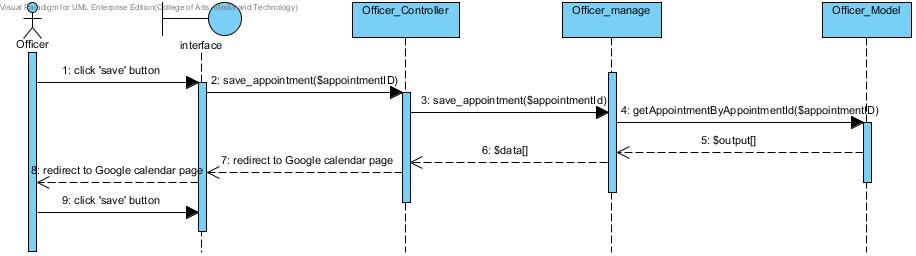 Visual Paradigm for UML Enterprise Edition(College of Arts, Media and Technology)
Officer
interface
Officer_Controller
Officer_manage
Officer_Model
1: click 'save' button
2: save_appointment($appointmentID)
3: save_appointment($appointmentId)
4: getAppointmentByAppointmentId($appointmentID)
5: $output[]
6: $data[]
7: redirect to Google calendar page
8: redirect to Google calendar page
9: click 'save' button